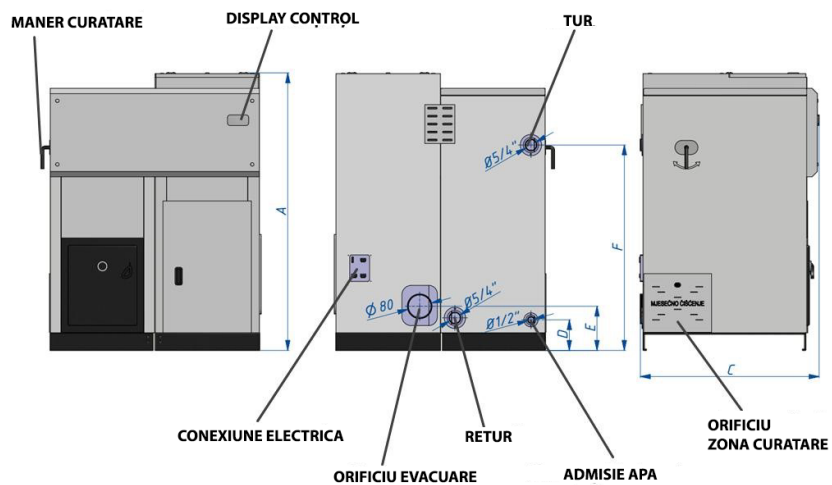 MANER CURATARE
DISPLAY CONTROL
TUR
A
Ø5/4"
F
Ø 80
Ø5/4"
Ø1/2"
D
E
MJESEČNO ČIŠĆENJE
C
CONEXIUNE ELECTRICA
RETUR
ORIFICIU
ZONA CURATARE
ORIFICIU EVACUARE
ADMISIE APA